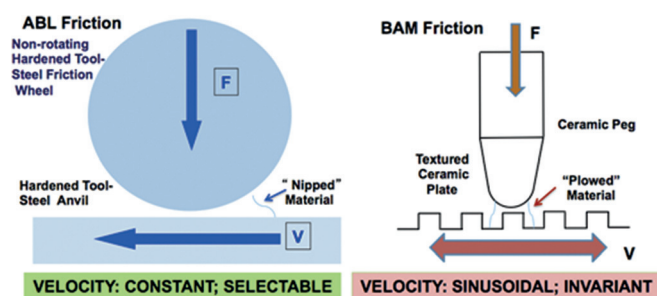 ABL Friction
Non-rotating
Hardened Tool-
Steel Friction
Wheel
F
Hardened Tool-
Steel Anvil
“ Nipped”
Material
V
VELOCITY: CONSTANT; SELECTABLE
BAM Friction
F
Ceramic Peg
Textured
Ceramic
Plate
“Plowed”
Material
V
VELOCITY: SINUSOIDAL; INVARIANT